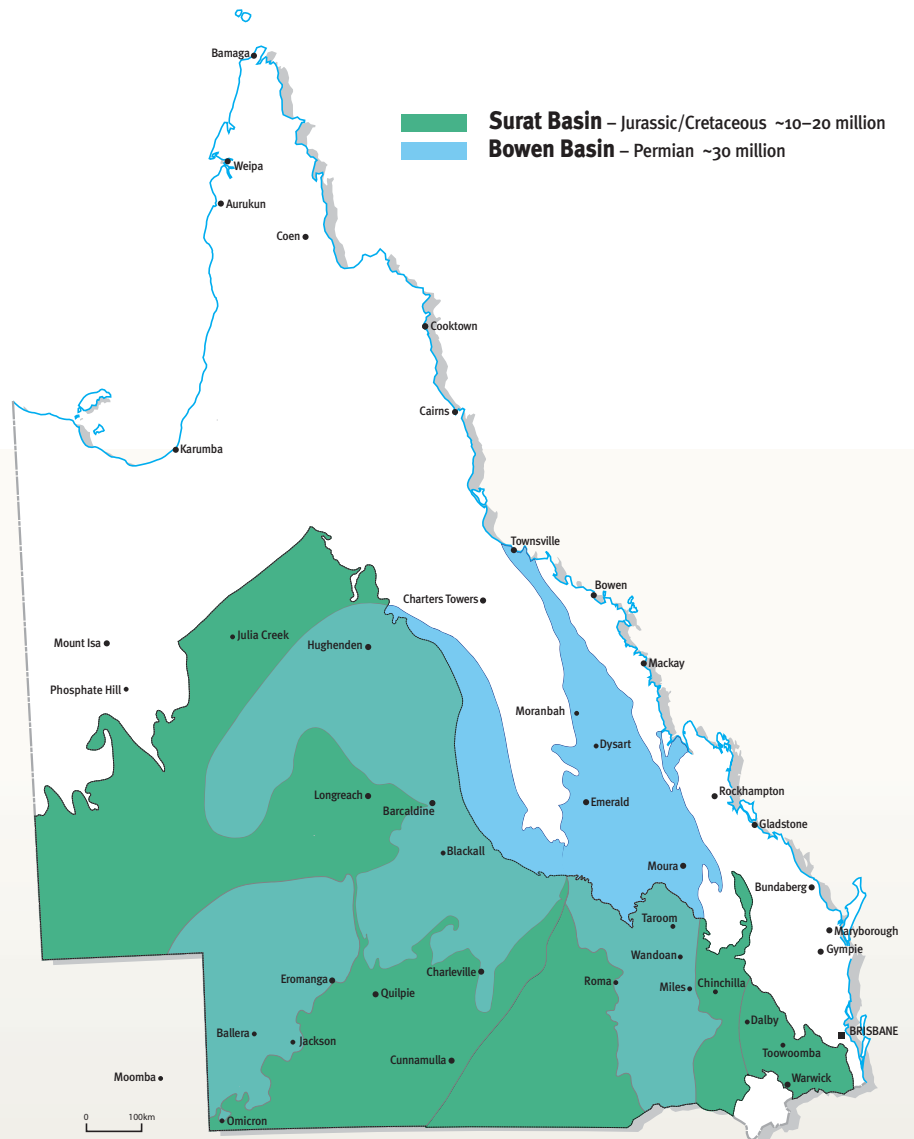 Bamaga
Surat Basin – Jurassic/Cretaceous ~10–20 million
Bowen Basin – Permian ~30 million
Weipa
Aurukun
Coen
Cooktown
Cairns
Karumba
Townsville
Bowen
Charters Towers
Julia Creek
Mount Isa
Hughenden
Mackay
Phosphate Hill
Moranbah
Dysart
Longreach
Barcaldine
Emerald
Rockhampton
Gladstone
Blackall
Moura
Bundaberg
Taroom
Maryborough
Gympie
Wandoan
Charleville
Eromanga
Quilpie
Roma
Miles
Chinchilla
Dalby
BRISBANE
Ballera
Jackson
Toowoomba
Cunnamulla
Moomba
Warwick
0 100km
Omicron